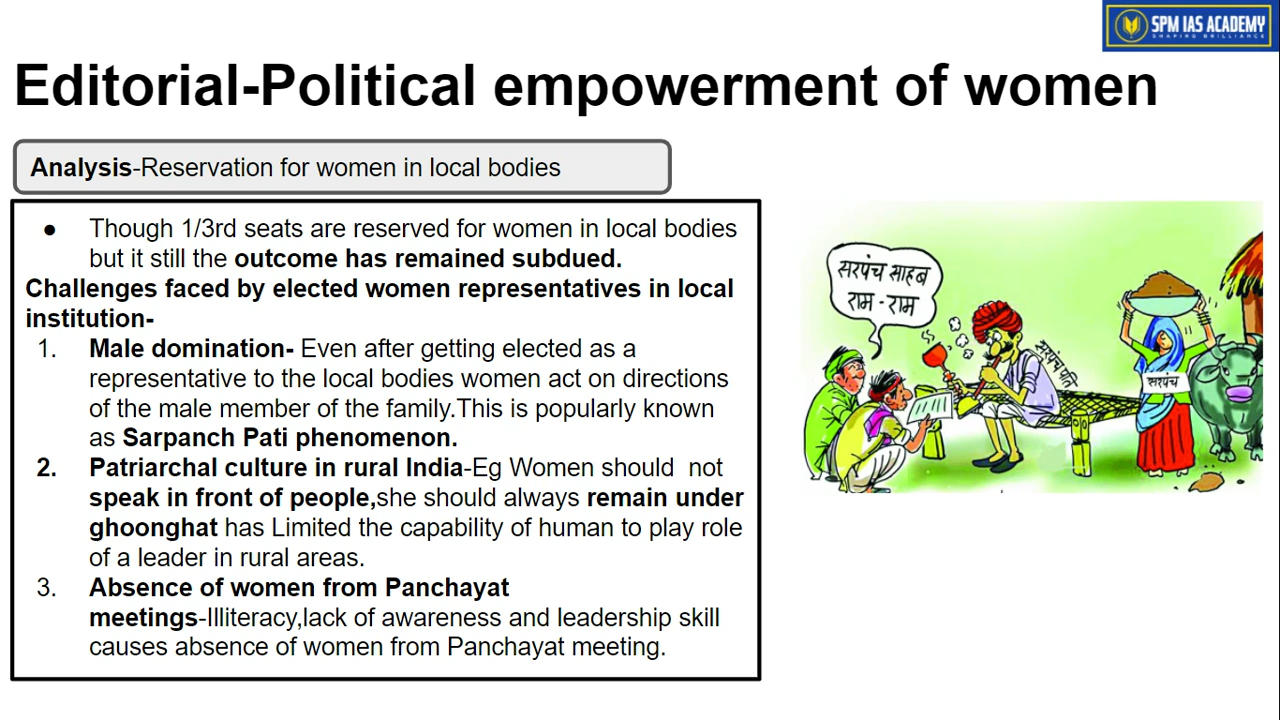 SPM IAS ACADEMY
SHAPING BRILLIANCE
Editorial-Political empowerment of women
Analysis-Reservation for women in local bodies
● Though 1/3rd seats are reserved for women in local bodies
but it still the outcome has remained subdued.
Challenges faced by elected women representatives in local
institution-
1. Male domination- Even after getting elected as a
representative to the local bodies women act on directions
of the male member of the family.This is popularly known
as Sarpanch Pati phenomenon.
2. Patriarchal culture in rural India-Eg Women should not
speak in front of people,she should always remain under
ghoonghat has Limited the capability of human to play role
of a leader in rural areas.
3. Absence of women from Panchayat
meetings-Illiteracy,lack of awareness and leadership skill
causes absence of women from Panchayat meeting.
सरपंच साहब
राम-राम
सरपंच पति
सरपंच